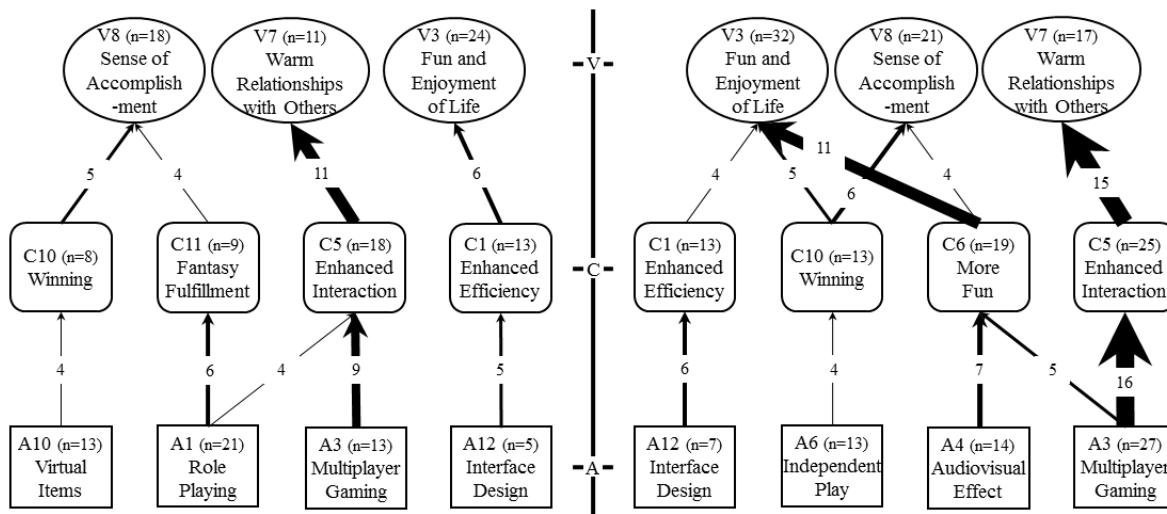 V8 (n=18)
Sense of
Accomplish
-ment
V7 (n=11)
Warm
Relationships
with Others
V3 (n=24)
Fun and
Enjoyment
of Life
V
V3 (n=32)
Fun and
Enjoyment
of Life
V8 (n=21)
Sense of
Accomplish
-ment
V7 (n=17)
Warm
Relationships
with Others
5
4
11
6
4
5
11
6
4
15
C10 (n=8)
Winning
C11 (n=9)
Fantasy
Fulfillment
C5 (n=18)
Enhanced
Interaction
C1 (n=13)
Enhanced
Efficiency
C
C1 (n=13)
Enhanced
Efficiency
C10 (n=13)
Winning
C6 (n=19)
More
Fun
C5 (n=25)
Enhanced
Interaction
4
6
4
9
5
6
4
7
5
16
A10 (n=13)
Virtual
Items
A1 (n=21)
Role
Playing
A3 (n=13)
Multiplayer
Gaming
A12 (n=5)
Interface
Design
A
A12 (n=7)
Interface
Design
A6 (n=13)
Independent
Play
A4 (n=14)
Audiovisual
Effect
A3 (n=27)
Multiplayer
Gaming